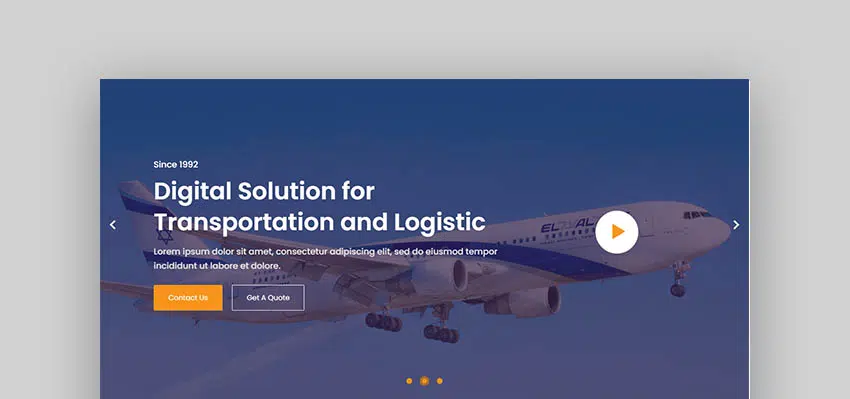 Since 1992
Digital Solution for
Transportation and Logistic
EL AL
Lorem ipsum dolor sit amet, consectetur adipiscing elit, sed do eiusmod tempor
incididunt ut labore et dolore.
Contact Us
Get A Quote